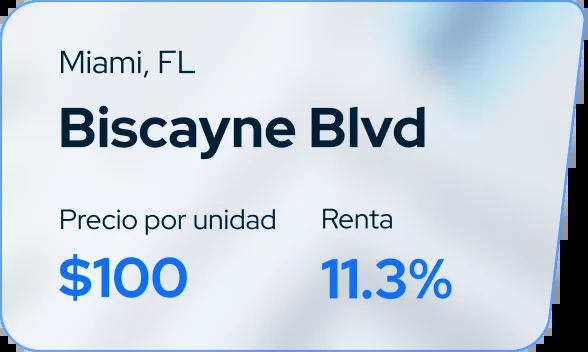 Miami, FL
Biscayne Blvd
Precio por unidad
Renta
$100
11.3%